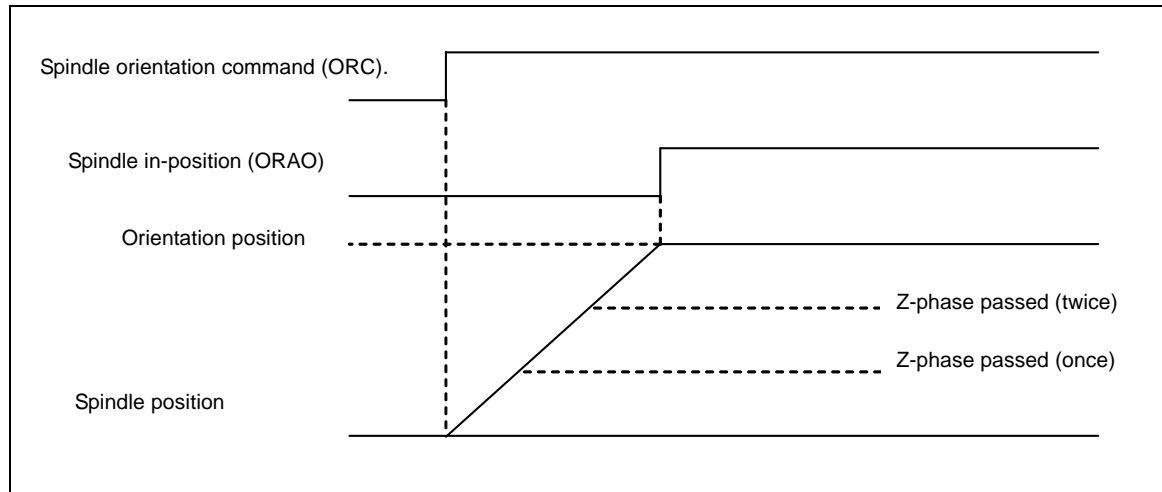 Spindle orientation command (ORC).
Spindle in-position (ORAO)
Orientation position
Z-phase passed (twice)
Z-phase passed (once)
Spindle position